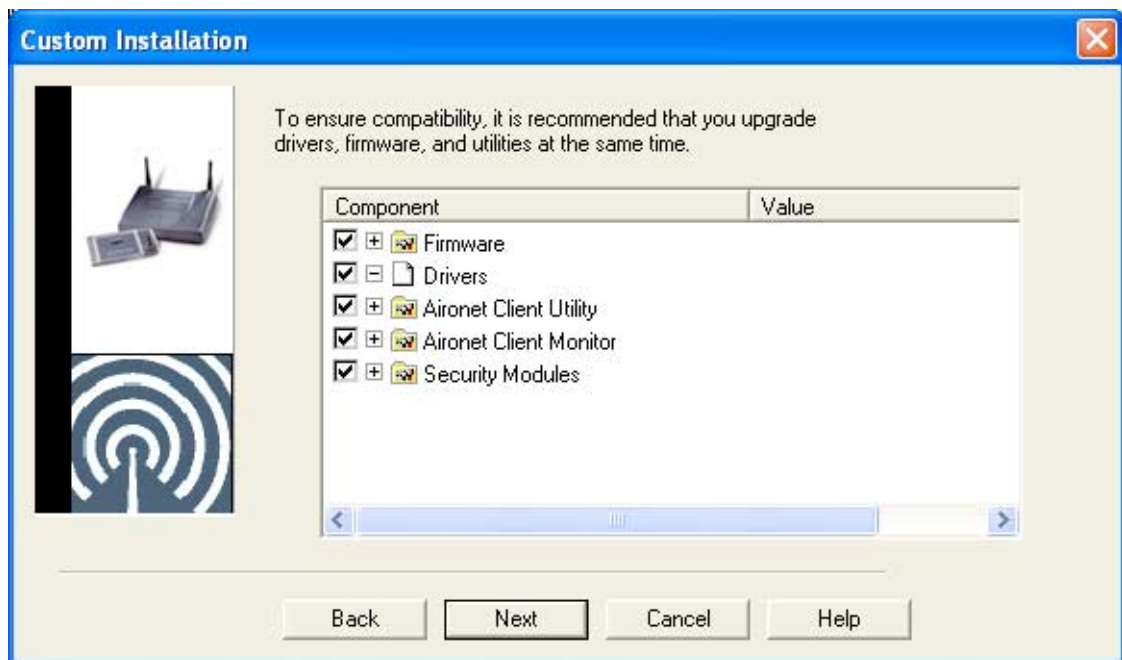 Custom Installation
To ensure compatibility, it is recommended that you upgrade
drivers, firmware, and utilities at the same time.
Component Value
Firmware
Drivers
Aironet Client Utility
Aironet Client Monitor
Security Modules
Back Next Cancel Help